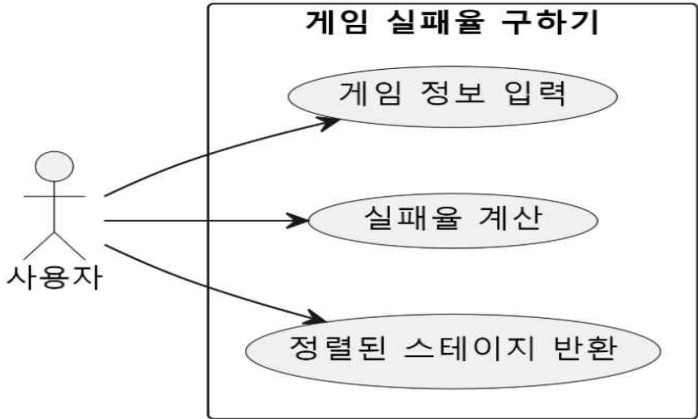 게임 실패율 구하기
게임 정보 입력
실패율 계산
사용자
정렬된 스테이지 반환